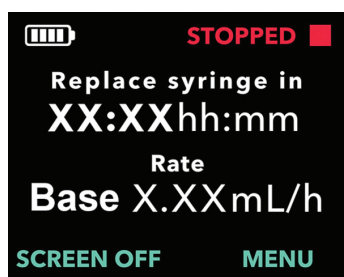 STOPPED
Replace syringe in
XX:XXhh:mm
Rate
Base X.XXmL/h
SCREEN OFF MENU